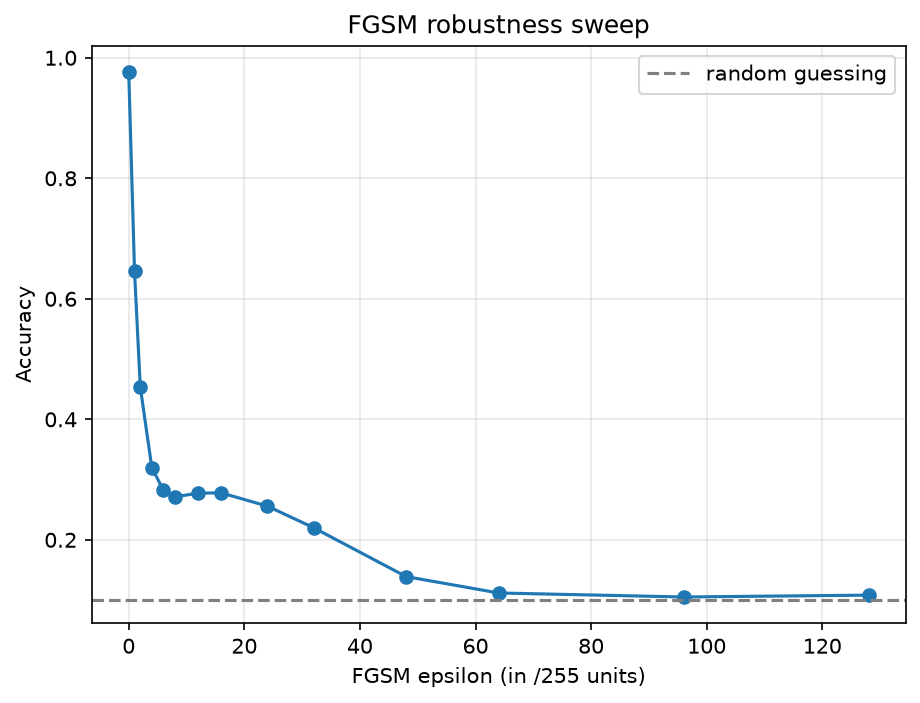 FGSM robustness sweep
random guessing
Accuracy
1.0
0.8
0.6
0.4
0.2
0 20 40 60 80 100 120
FGSM epsilon (in /255 units)